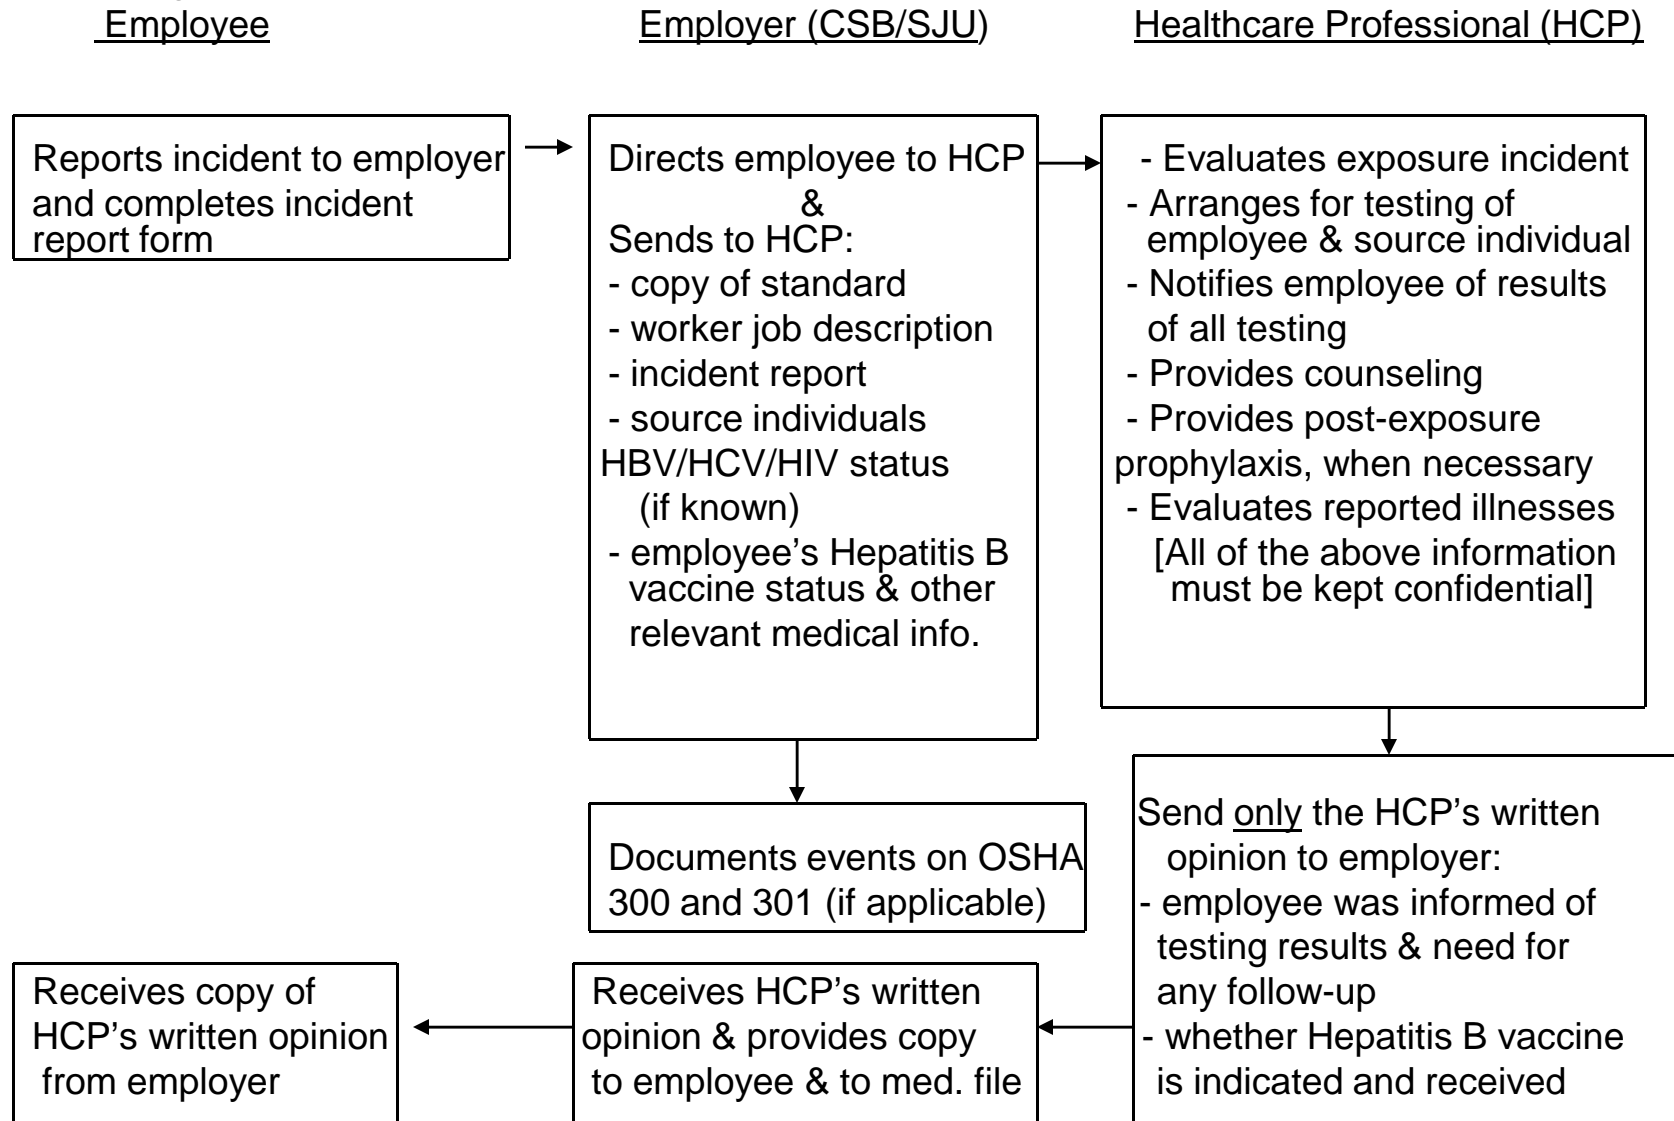 Employee
Employer (CSB/SJU)
Healthcare Professional (HCP)
Reports incident to employer
and completes incident
report form
Directs employee to HCP
&
Sends to HCP:
- copy of standard
- worker job description
- incident report
- source individuals
HBV/HCV/HIV status
(if known)
- employee’s Hepatitis B
vaccine status & other
relevant medical info.
- Evaluates exposure incident
- Arranges for testing of
employee & source individual
- Notifies employee of results
of all testing
- Provides counseling
- Provides post-exposure
prophylaxis, when necessary
- Evaluates reported illnesses
[All of the above information
must be kept confidential]
Documents events on OSHA
300 and 301 (if applicable)
Send only the HCP’s written
opinion to employer:
- employee was informed of
testing results & need for
any follow-up
- whether Hepatitis B vaccine
is indicated and received
Receives HCP’s written
opinion & provides copy
to employee & to med. file
Receives copy of
HCP’s written opinion
from employer